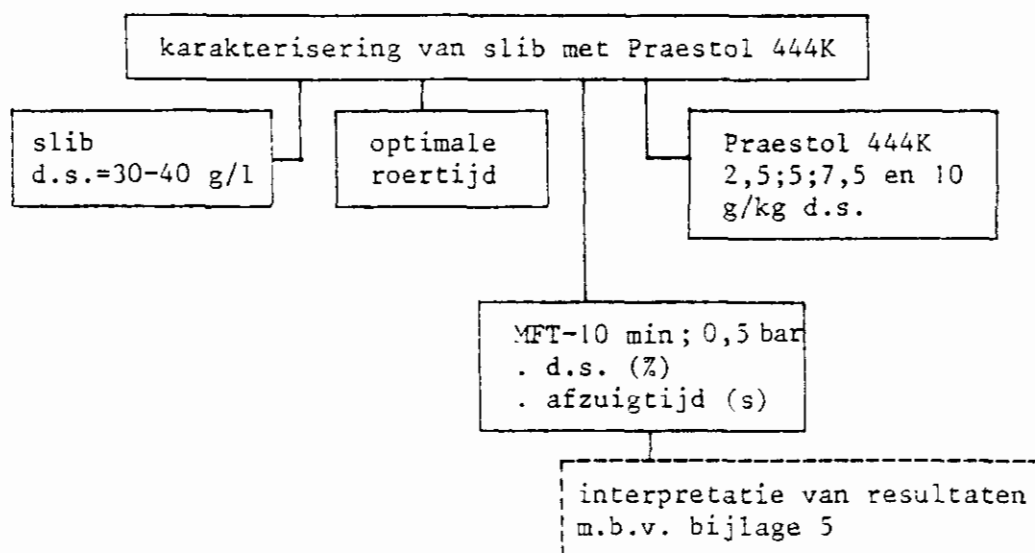 karakterisering van slib met Praestol 444K
slib
d.s.=30-40 g/l
optimale
roertijd
Praestol 444K
2,5;5;7,5 en 10
g/kg d.s.
MFT-10 min; 0,5 bar
. d.s. (%)
. afzuigtijd (s)
interpretatie van resultaten
m.b.v. bijlage 5